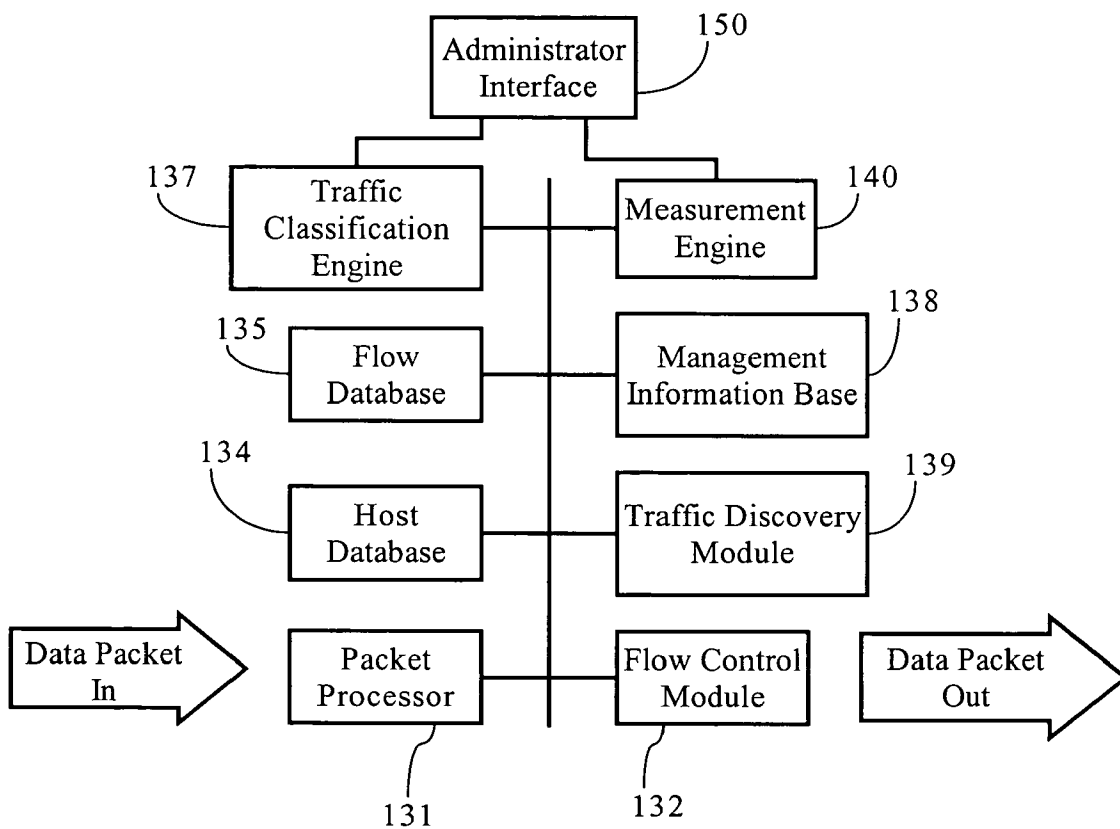 150
Administrator
Interface
137
Traffic
Classification
Engine
140
Measurement
Engine
135
Flow
Database
138
Management
Information Base
134
Host
Database
139
Traffic Discovery
Module
Data Packet
In
Packet
Processor
Flow Control
Module
Data Packet
Out
131
132